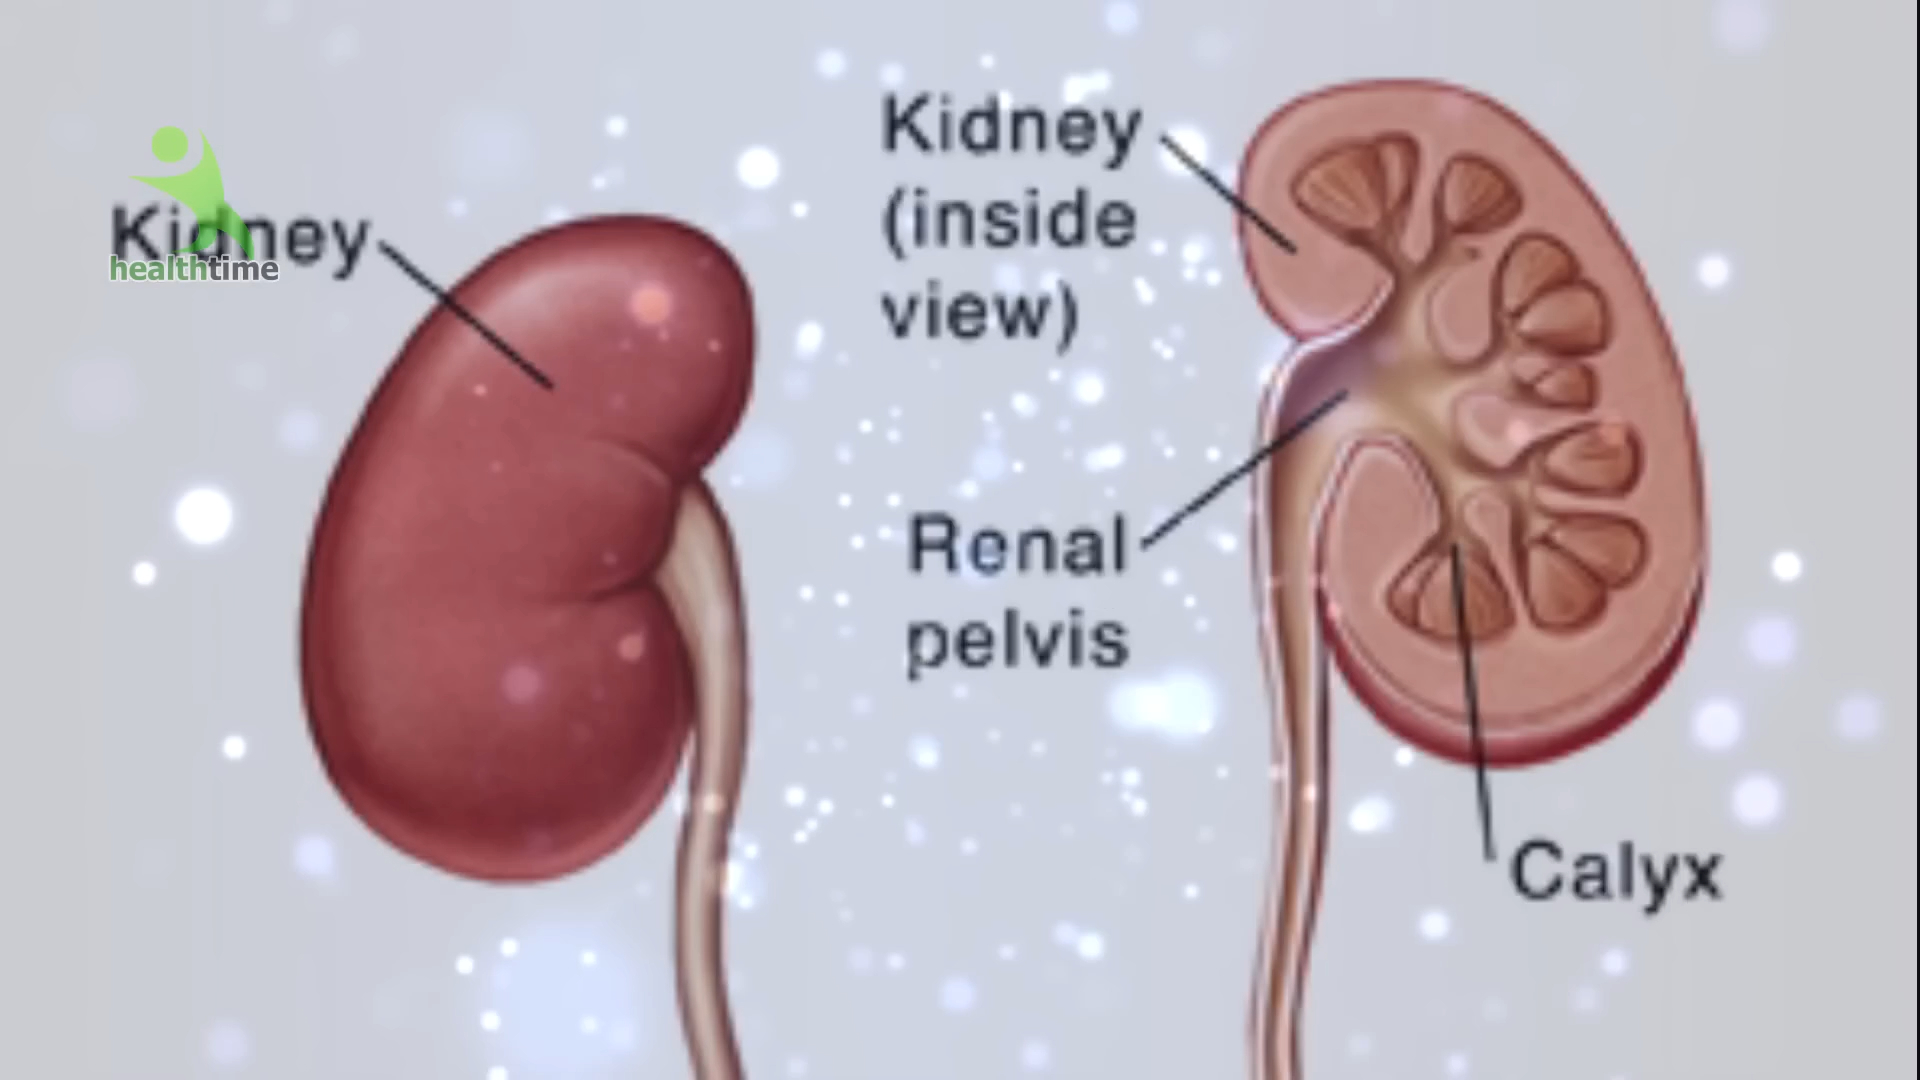 Kidney
healthtime
Kidney
(inside
view)
Renal
pelvis
Calyx